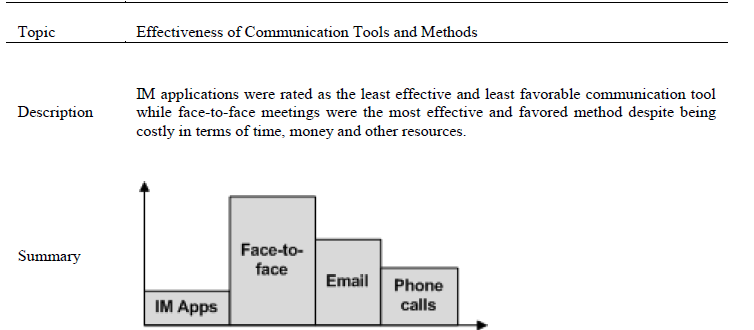 Topic Effectiveness of Communication Tools and Methods
IM applications were rated as the least effective and least favorable communication tool
Description while face-to-face meetings were the most effective and favored method despite being
costly in terms of time, money and other resources.
Summary
Face-to-
face
Email
Phone
calls
IM Apps